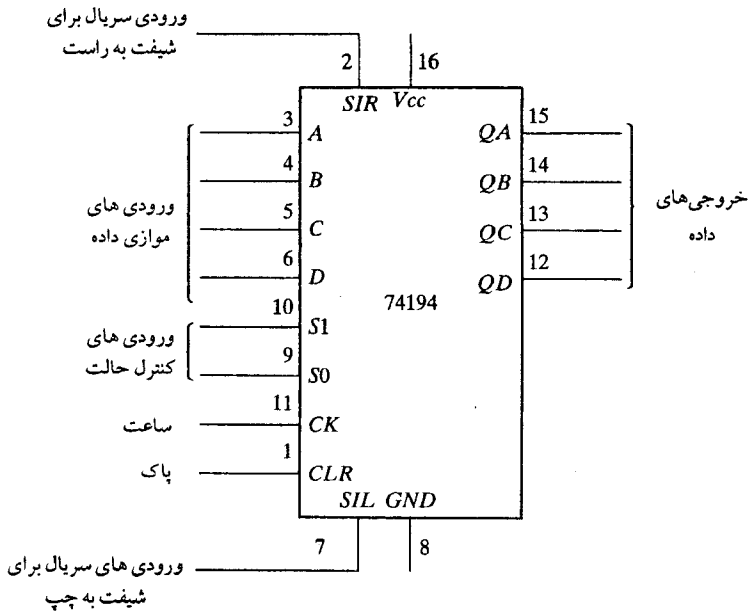 ورودی سریال برای
شیفت به راست
2
16
SIR Vcc
3 A
4 B
5 C
6 D
ورودی های
موازی داده
10 S1
9 S0
ورودی های
کنترل حالت
11 CK
ساعت
1 CLR
پاک
74194
QA 15
QB 14
QC 13
QD 12
خروجی‌های
داده
SIL GND
7
8
ورودی های سریال برای
شیفت به چپ